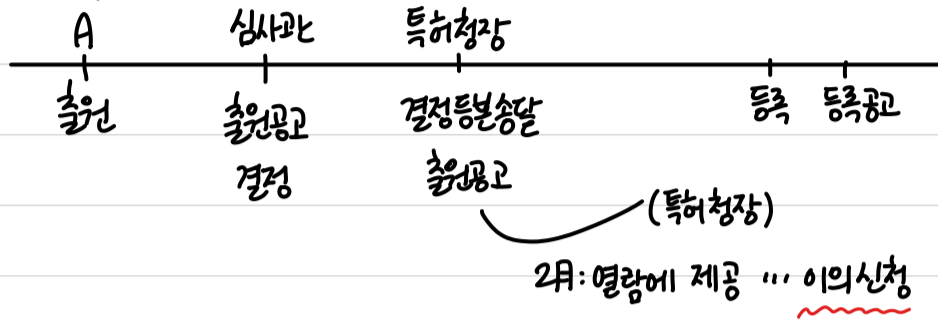 A 심사관 특허청장
출원 출원공고 결정등본송달 등록 등록공고
결정 출원공고
(특허청장)
2月: 열람에 제공 … 이의신청